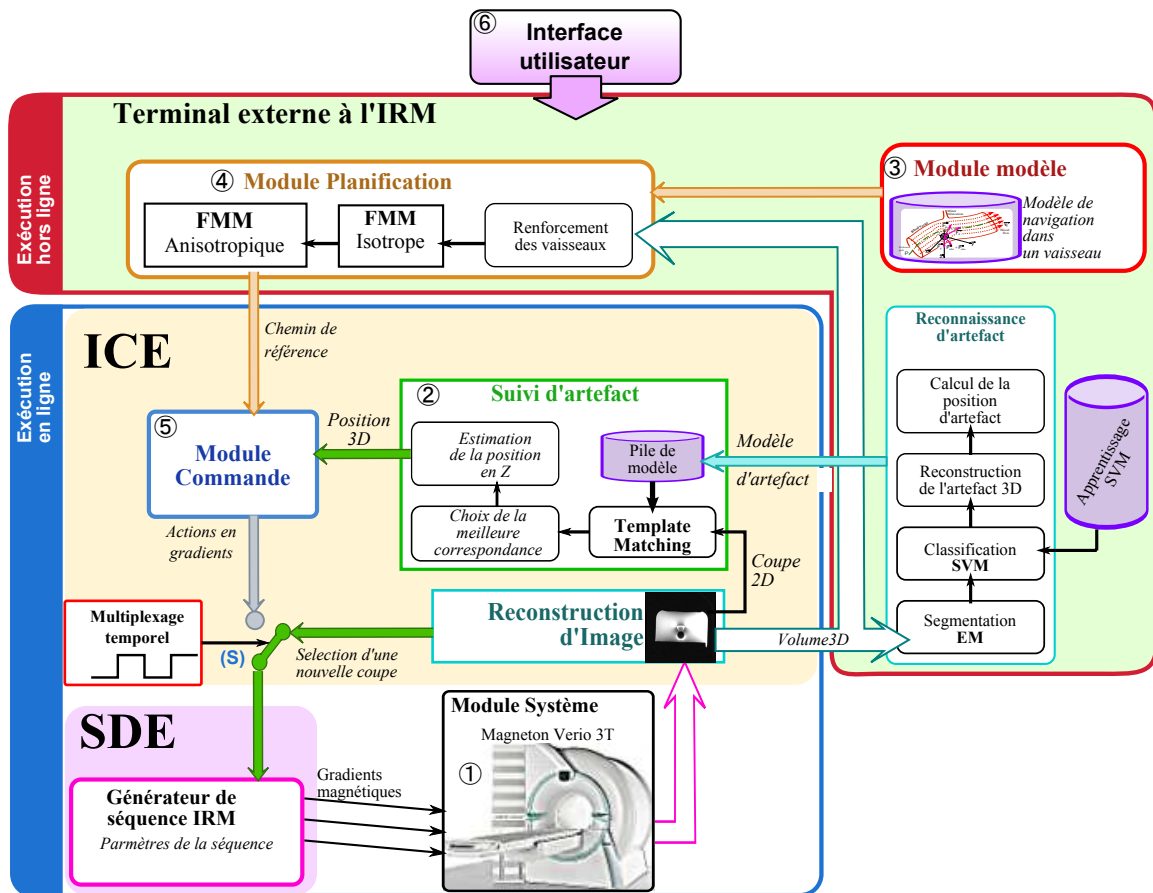 ⑥
Interface
utilisateur
Terminal externe à l'IRM
Exécution
hors ligne
④ Module Planification
FMM
Anisotropique
FMM
Isotrope
Renforcement
des vaisseaux
③ Module modèle
Modèle de
navigation
dans
un vaisseau
Exécution
en ligne
ICE
Chemin de
référence
⑤
Module
Commande
Position
3D
② Suivi d'artefact
Estimation
de la position
en Z
Pile de
modèle
Choix de la
meilleure
correspondance
Template
Matching
Modèle
d'artefact
Coupe
2D
Reconnaissance
d'artefact
Calcul de la
position
d'artefact
Reconstruction
de l'artefact 3D
Classification
SVM
Segmentation
EM
Apprentissage
SVM
Actions en
gradients
Multiplexage
temporel
(S)
Selection d'une
nouvelle coupe
Reconstruction
d'Image
Volume3D
SDE
Générateur de
séquence IRM
Parmètres de la séquence
Gradients
magnétiques
Module Système
Magneton Verio 3T
①